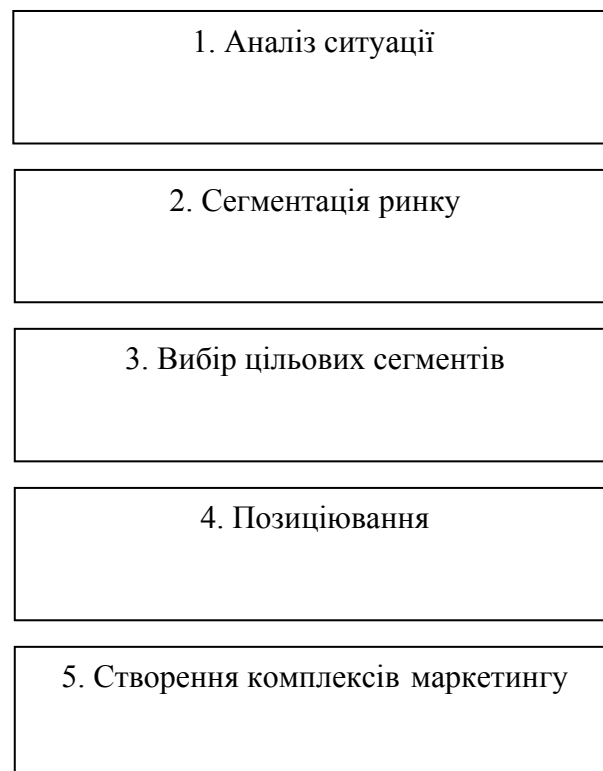 1. Аналіз ситуації
2. Сегментація ринку
3. Вибір цільових сегментів
4. Позиціювання
5. Створення комплексів маркетингу